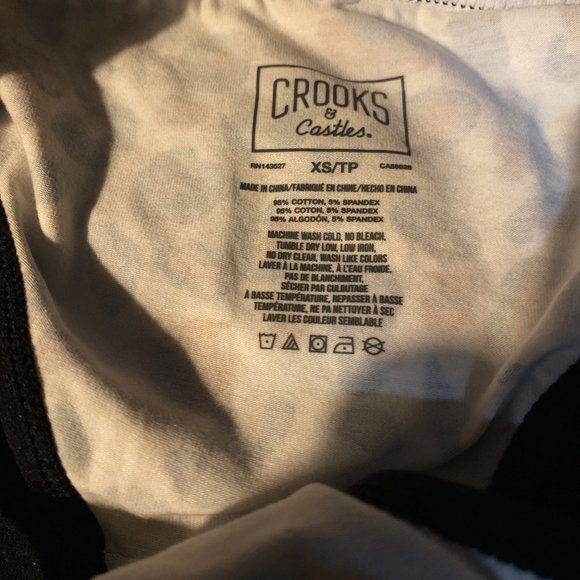 CROOKS
&
Castles®
RN143527 XS/TP
MADE IN CHINA/FABRIQUÉ EN CHINE/HECHO EN CHINA
95% COTTON, 5% SPANDEX
95% COTON, 5% SPANDEX
95% ALGODÓN, 5% SPANDEX
MACHINE WASH COLD, NO BLEACH.
TUMBLE DRY LOW, LOW IRON,
NO DRY CLEAN, WASH LIKE COLORS
LAVER À LA MACHINE, À L'EAU FROIDE.
PAS DE BLANCHIMENT,
SÉCHER PAR CULBUTAGE
À BASSE TEMPÉRATURE, REPASSER À BASSE
TEMPÉRATURE, NE PA NETTOYER À SEC
LAVER LES COULEUR SEMBLABLE